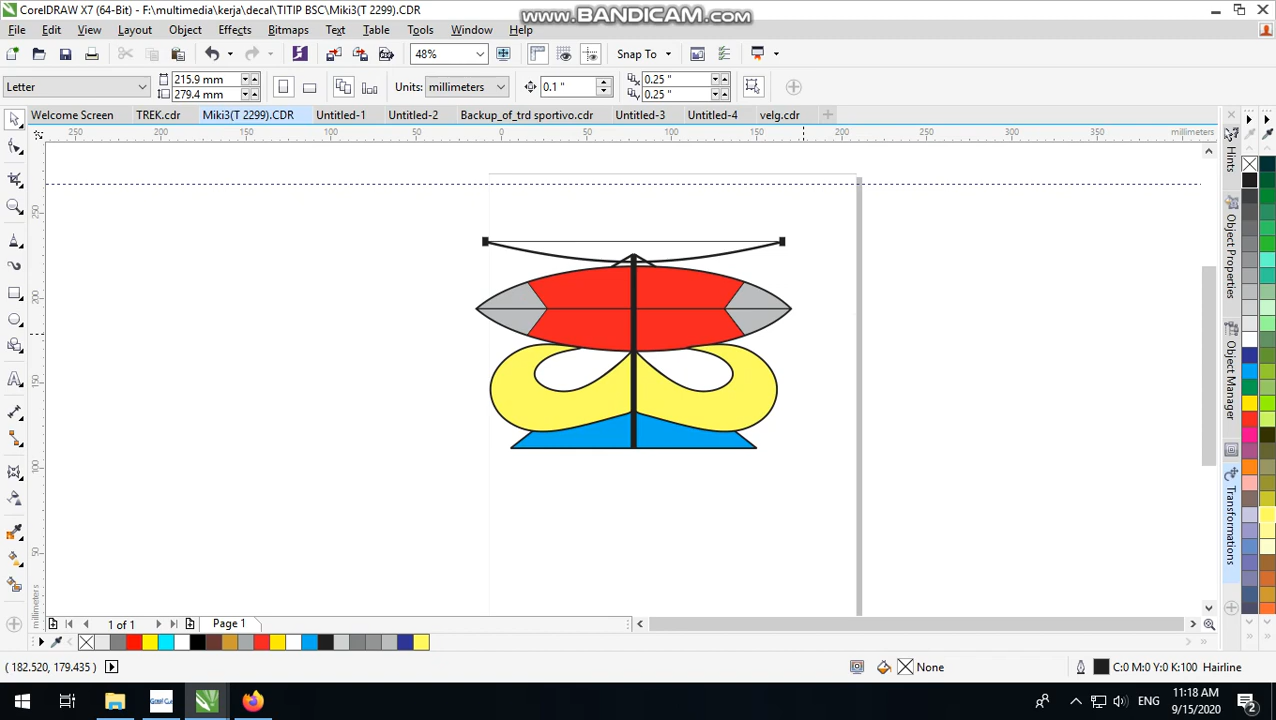 CorelDRAW X7 (64-Bit) - F:\multimedia\kerja\decal\TITIP BSC\Miki3(T 2299).CDR
www.BANDICAM.com
File Edit View Layout Object Effects Bitmaps Text Table Tools Window Help
48% Snap To
Letter 215.9 mm 279.4 mm Units: millimeters 0.1 " 0.25 " 0.25 "
Welcome Screen TREK.cdr Miki3(T 2299).CDR Untitled-1 Untitled-2 Backup_of_trd sportivo.cdr Untitled-3 Untitled-4 velg.cdr
250 200 150 100 50 0 50 100 150 200 250 300 350 millimeters
250
200
150
100
50
millimeters
Hints
Object Properties
Object Manager
Transformations
1 of 1 Page 1
(182.520, 179.435) None C:0 M:0 Y:0 K:100 Hairline
ENG 11:18 AM
9/15/2020 2